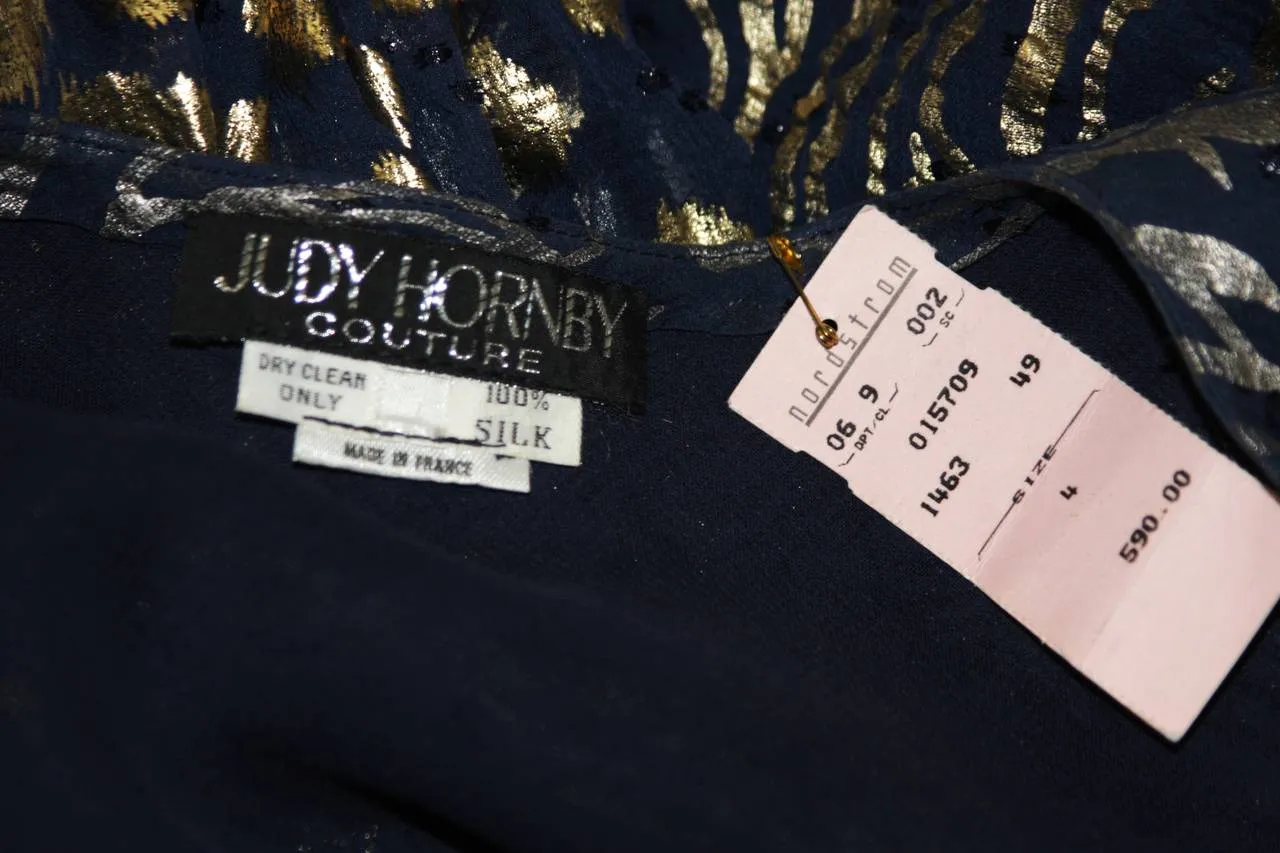 JUDY HORNBY
COUTURE
DRY CLEAN
ONLY
100%
SILK
MADE IN FRANCE
nordstrom
06 9
DPT/CL
002
SC
015709
49
1463
SIZE
4
590.00